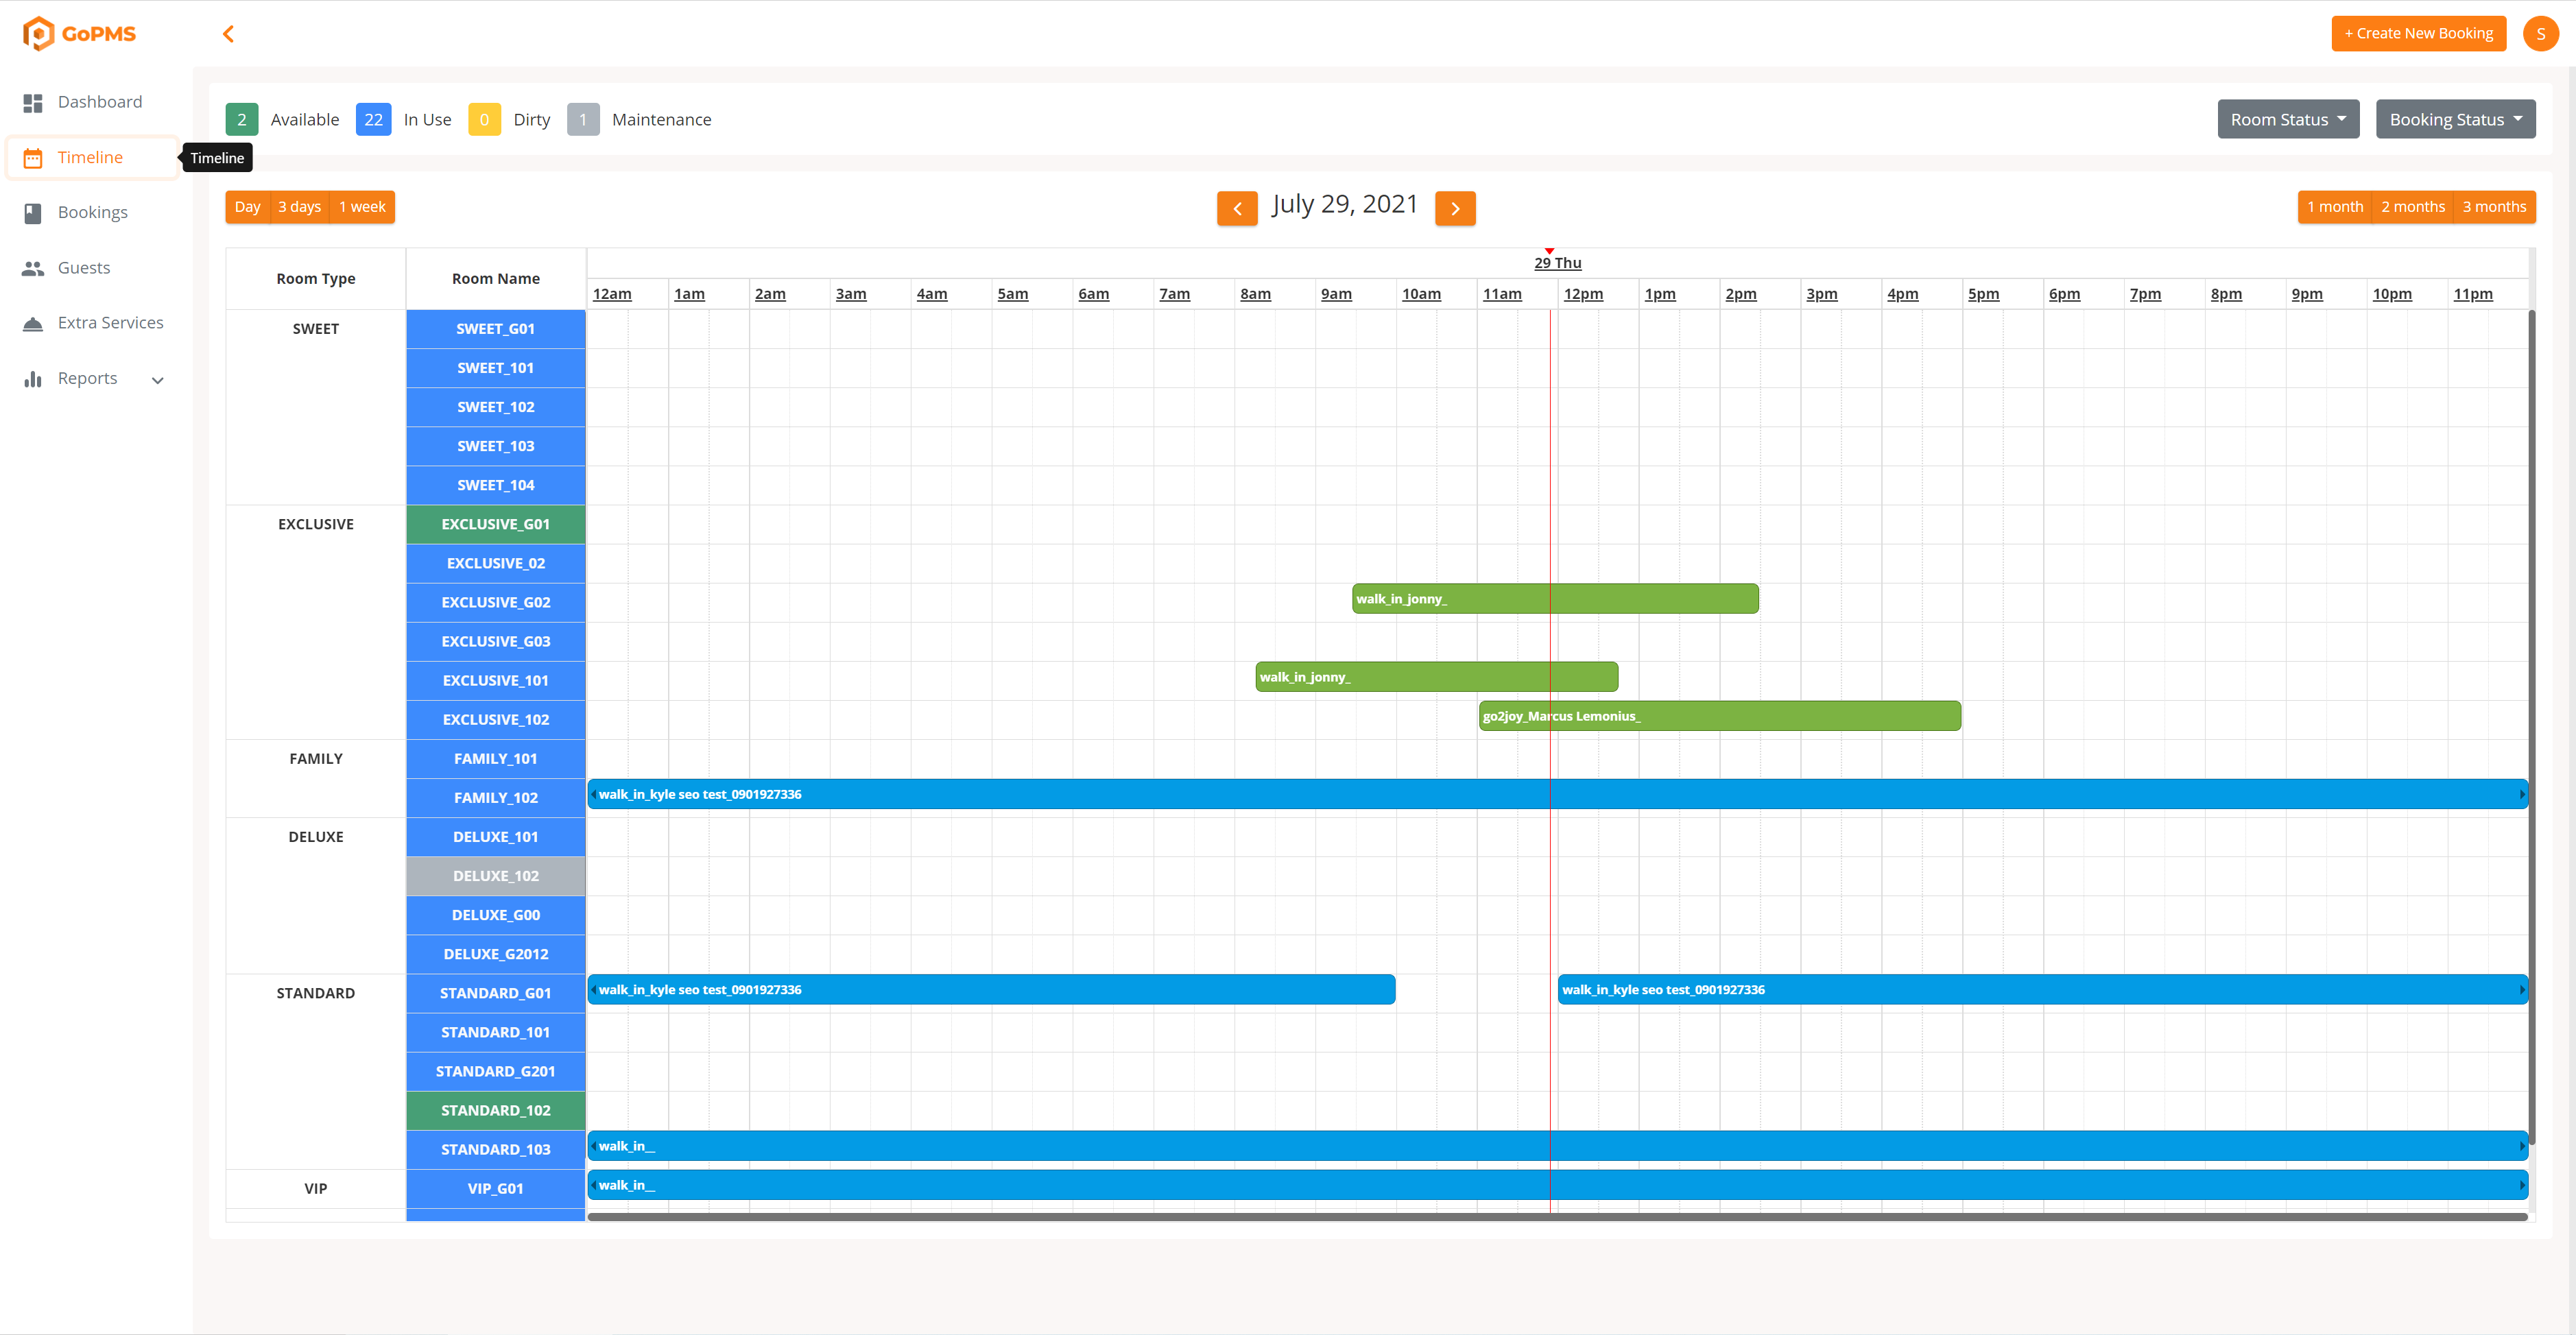 GoPMS
+ Create New Booking
S
Dashboard
Timeline
Timeline
Bookings
Guests
Extra Services
Reports
2 Available 22 In Use 0 Dirty 1 Maintenance
Room Status Booking Status
Day 3 days 1 week
July 29, 2021
1 month 2 months 3 months
Room Type Room Name
29 Thu
12am 1am 2am 3am 4am 5am 6am 7am 8am 9am 10am 11am 12pm 1pm 2pm 3pm 4pm 5pm 6pm 7pm 8pm 9pm 10pm 11pm
SWEET SWEET_G01
SWEET_101
SWEET_102
SWEET_103
SWEET_104
EXCLUSIVE EXCLUSIVE_G01
EXCLUSIVE_02
EXCLUSIVE_G02 walk_in_jonny_
EXCLUSIVE_G03
EXCLUSIVE_101 walk_in_jonny_
EXCLUSIVE_102 go2joy_Marcus Lemonius_
FAMILY FAMILY_101
FAMILY_102 walk_in_kyle seo test_0901927336
DELUXE DELUXE_101
DELUXE_102
DELUXE_G00
DELUXE_G2012
STANDARD STANDARD_G01 walk_in_kyle seo test_0901927336 walk_in_kyle seo test_0901927336
STANDARD_101
STANDARD_G201
STANDARD_102
STANDARD_103 walk_in__
VIP VIP_G01 walk_in__